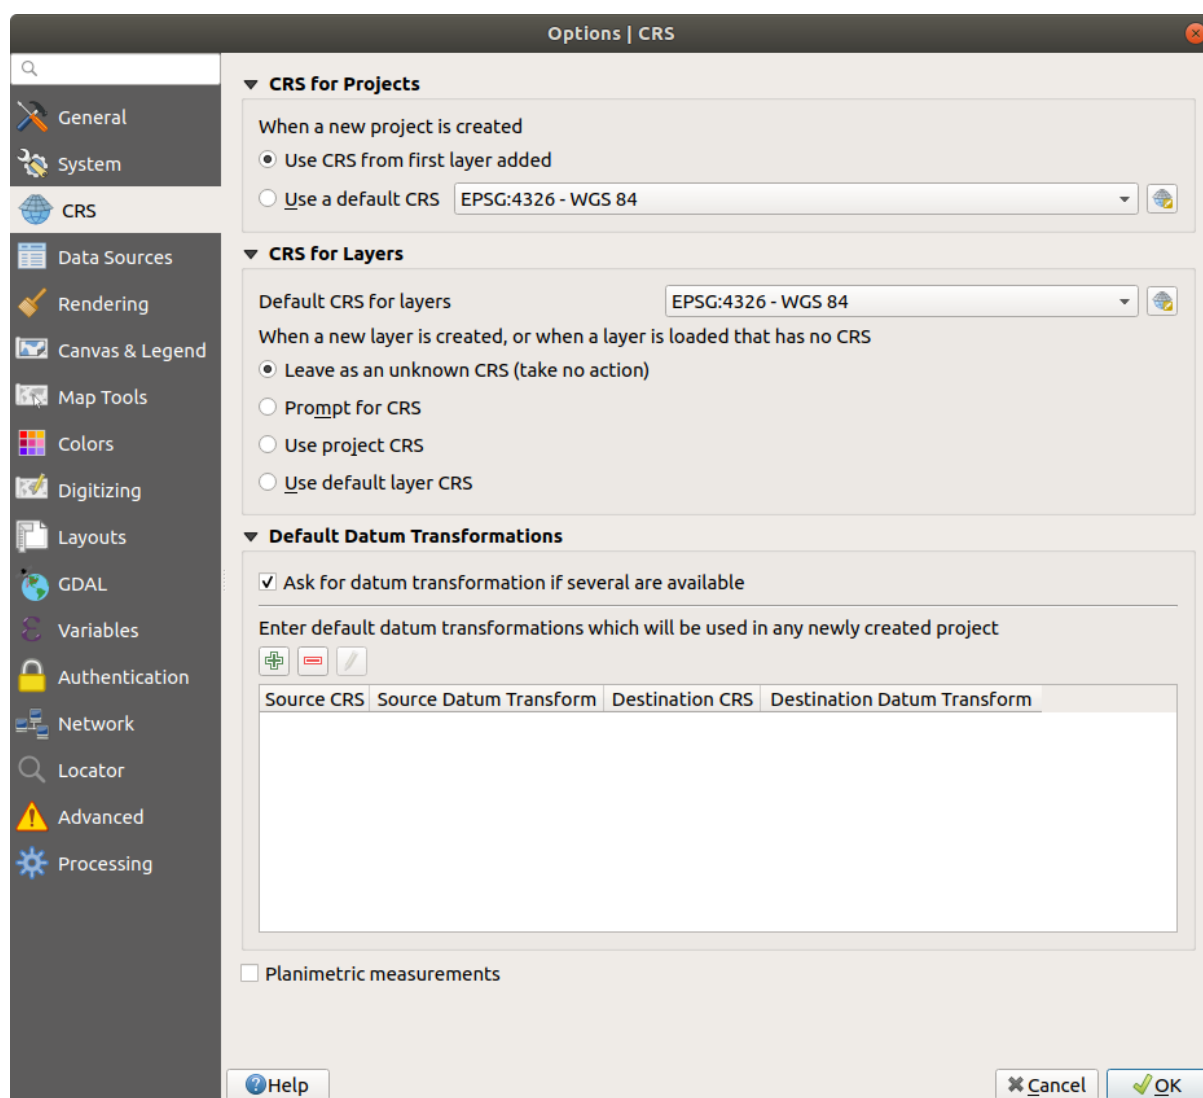 Options | CRS
General
System
CRS
Data Sources
Rendering
Canvas & Legend
Map Tools
Colors
Digitizing
Layouts
GDAL
Variables
Authentication
Network
Locator
Advanced
Processing
CRS for Projects
When a new project is created
Use CRS from first layer added
Use a default CRS EPSG:4326 - WGS 84
CRS for Layers
Default CRS for layers EPSG:4326 - WGS 84
When a new layer is created, or when a layer is loaded that has no CRS
Leave as an unknown CRS (take no action)
Prompt for CRS
Use project CRS
Use default layer CRS
Default Datum Transformations
Ask for datum transformation if several are available
Enter default datum transformations which will be used in any newly created project
Source CRS Source Datum Transform Destination CRS Destination Datum Transform
Planimetric measurements
Help Cancel OK